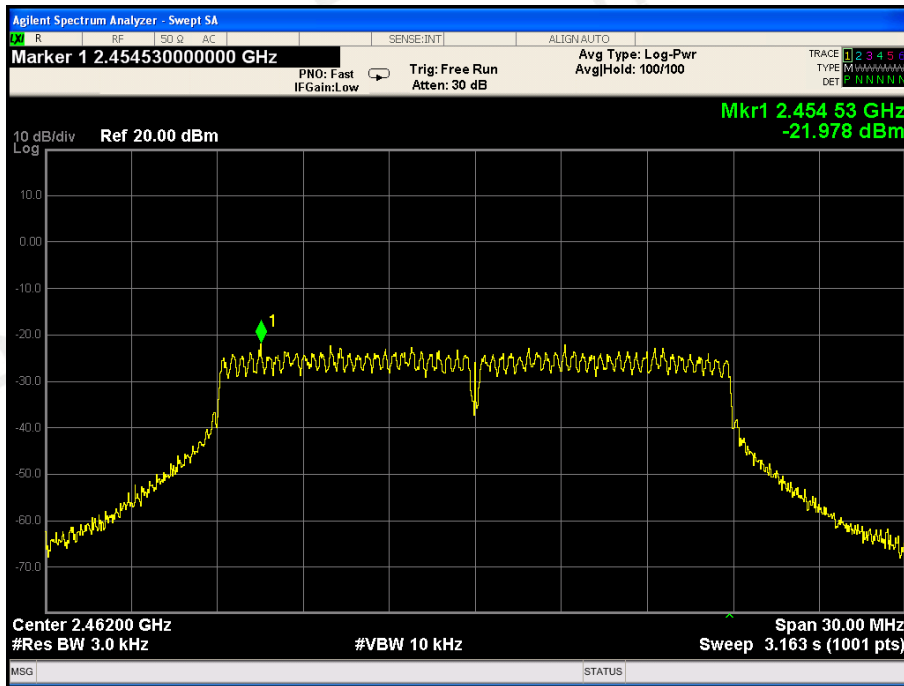 Agilent Spectrum Analyzer - Swept SA
LXI R RF 50 Ω AC SENSE:INT ALIGN AUTO
Marker 1 2.454530000000 GHz
PNO: Fast
IFGain:Low
Trig: Free Run
Atten: 30 dB
Avg Type: Log-Pwr
Avg|Hold: 100/100
TRACE 1 2 3 4 5 6
TYPE M
DET P N N N N N
Mkr1 2.454 53 GHz
-21.978 dBm
10 dB/div Ref 20.00 dBm
Log
10.0
0.00
-10.0
1
-20.0
-30.0
-40.0
-50.0
-60.0
-70.0
Center 2.46200 GHz Span 30.00 MHz
#Res BW 3.0 kHz #VBW 10 kHz Sweep 3.163 s (1001 pts)
MSG STATUS